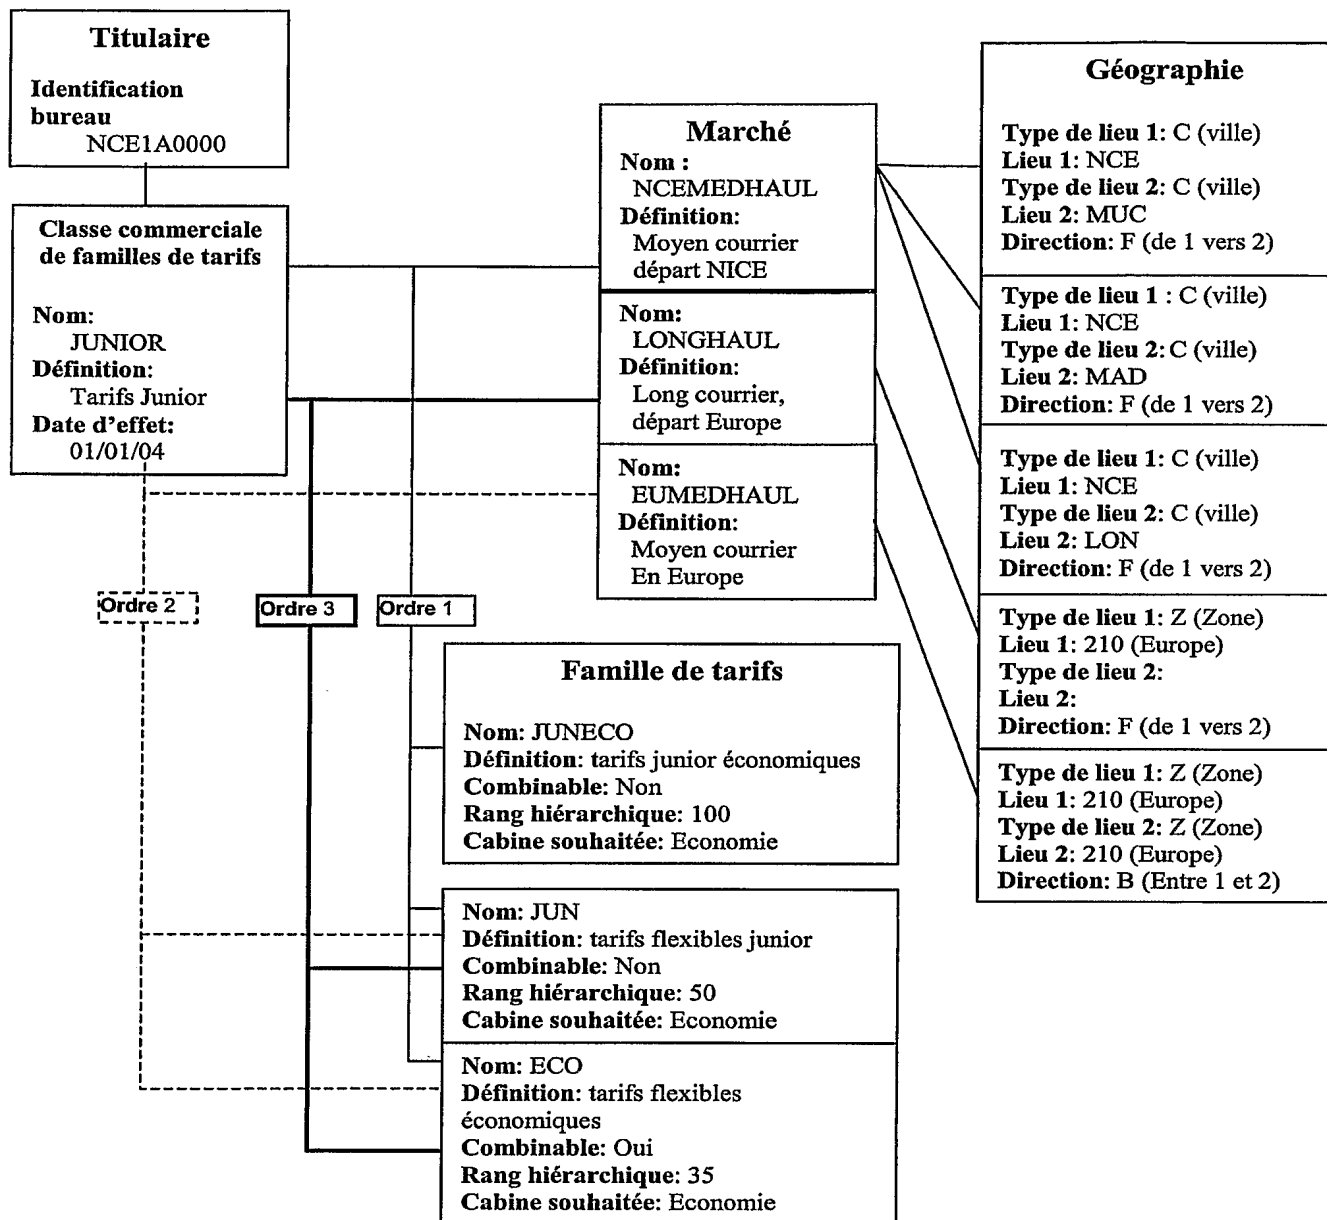 Titulaire
Identification
bureau
NCE1A0000
Classe commerciale
de familles de tarifs
Nom:
JUNIOR
Définition:
Tarifs Junior
Date d'effet:
01/01/04
Marché
Nom :
NCEMEDHAUL
Définition:
Moyen courrier
départ NICE
Nom:
LONGHAUL
Définition:
Long courrier,
départ Europe
Nom:
EUMEDHAUL
Définition:
Moyen courrier
En Europe
Géographie
Type de lieu 1: C (ville)
Lieu 1: NCE
Type de lieu 2: C (ville)
Lieu 2: MUC
Direction: F (de 1 vers 2)
Type de lieu 1 : C (ville)
Lieu 1: NCE
Type de lieu 2: C (ville)
Lieu 2: MAD
Direction: F (de 1 vers 2)
Type de lieu 1: C (ville)
Lieu 1: NCE
Type de lieu 2: C (ville)
Lieu 2: LON
Direction: F (de 1 vers 2)
Type de lieu 1: Z (Zone)
Lieu 1: 210 (Europe)
Type de lieu 2:
Lieu 2:
Direction: F (de 1 vers 2)
Type de lieu 1: Z (Zone)
Lieu 1: 210 (Europe)
Type de lieu 2: Z (Zone)
Lieu 2: 210 (Europe)
Direction: B (Entre 1 et 2)
Ordre 2
Ordre 3
Ordre 1
Famille de tarifs
Nom: JUNECO
Définition: tarifs junior économiques
Combinable: Non
Rang hiérarchique: 100
Cabine souhaitée: Economie
Nom: JUN
Définition: tarifs flexibles junior
Combinable: Non
Rang hiérarchique: 50
Cabine souhaitée: Economie
Nom: ECO
Définition: tarifs flexibles
économiques
Combinable: Oui
Rang hiérarchique: 35
Cabine souhaitée: Economie